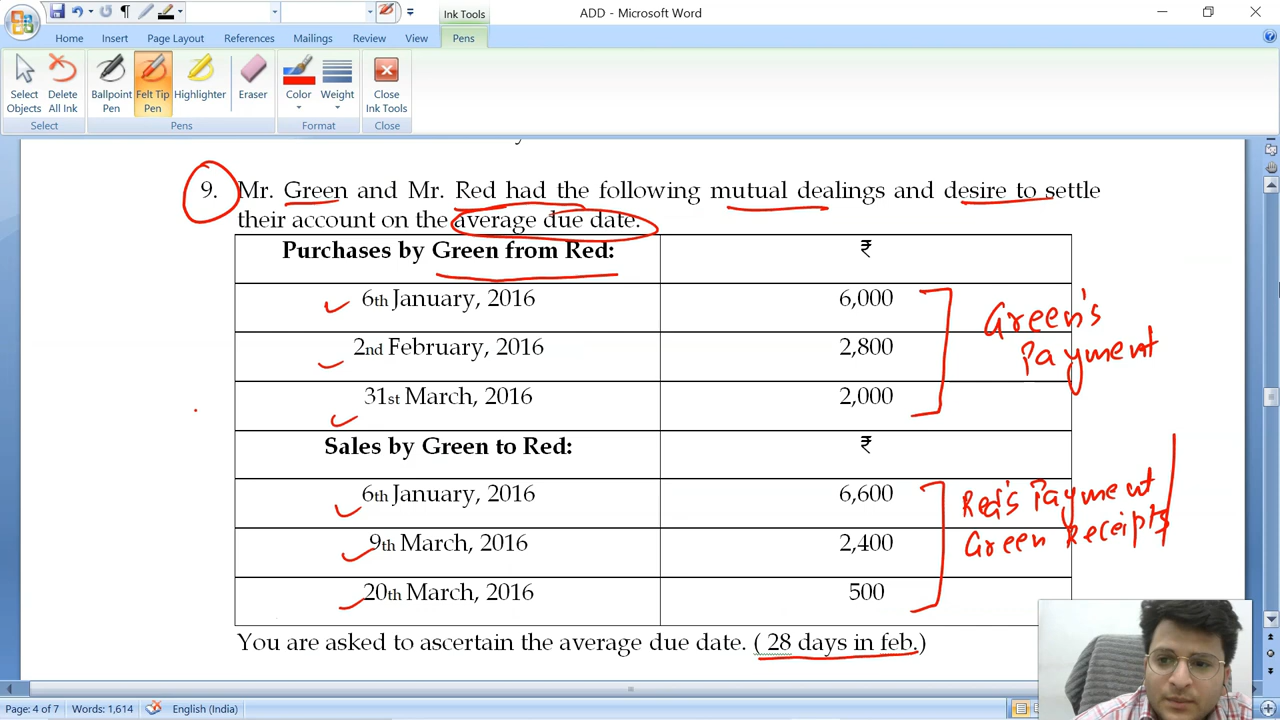 ADD - Microsoft Word
Ink Tools
Home Insert Page Layout References Mailings Review View Pens
Select Objects
Delete All Ink
Ballpoint Pen
Felt Tip Pen
Highlighter
Eraser
Color
Weight
Close Ink Tools
Select Pens Format Close
9. Mr. Green and Mr. Red had the following mutual dealings and desire to settle
their account on the average due date.
Purchases by Green from Red: ₹
6th January, 2016 6,000
2nd February, 2016 2,800
31st March, 2016 2,000
Green's
Payment
Sales by Green to Red: ₹
6th January, 2016 6,600
9th March, 2016 2,400
20th March, 2016 500
Red's Payment
Green Receipts
You are asked to ascertain the average due date. ( 28 days in feb.)
Page: 4 of 7 Words: 1,614 English (India)